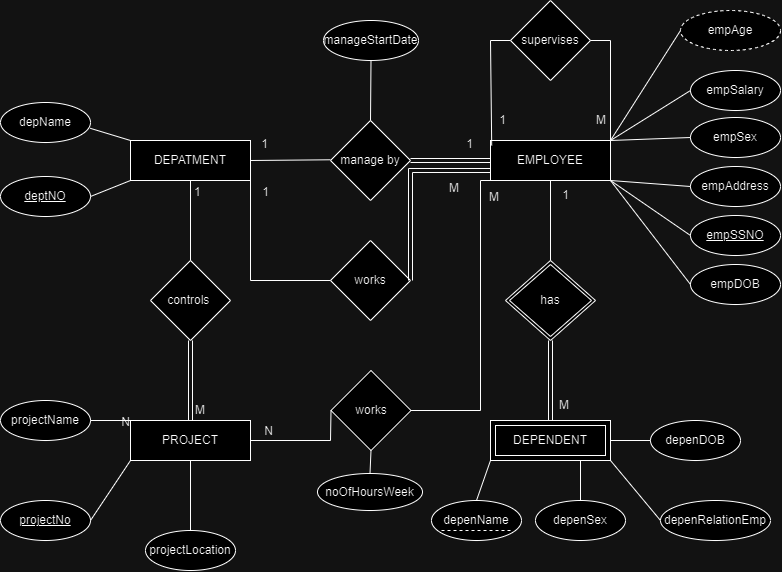 supervises
empAge
manageStartDate
empSalary
depName
1
M
empSex
1
1
DEPATMENT
manage by
EMPLOYEE
empAddress
deptNO
1
1
M
M
1
empSSNO
works
controls
has
empDOB
projectName
N
M
works
M
N
PROJECT
DEPENDENT
depenDOB
noOfHoursWeek
projectNo
depenName
depenSex
depenRelationEmp
projectLocation